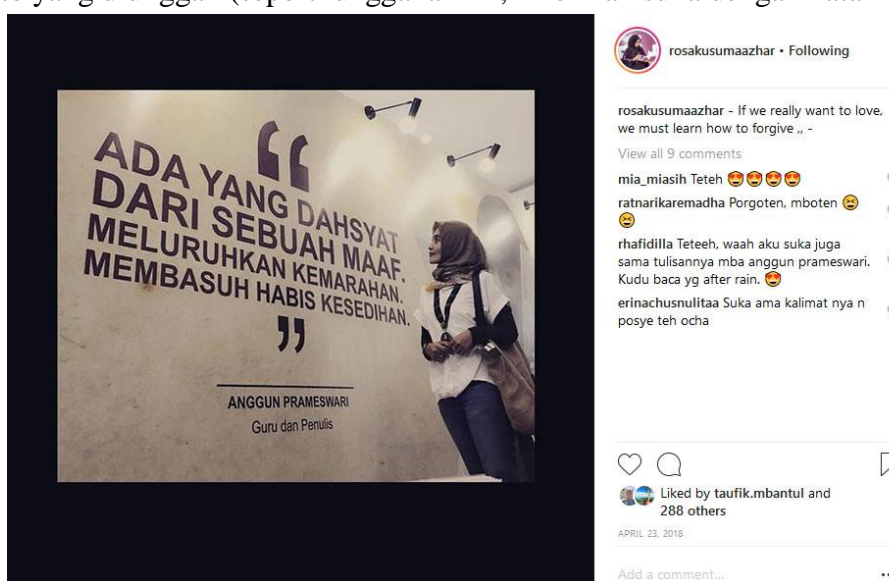 yang diunggah (seperti
ADA YANG DAHSYAT
DARI SEBUAH MAAF.
MELURUHKAN KEMARAHAN.
MEMBASUH HABIS KESEDIHAN.
ANGGUN PRAMESWARI
Guru dan Penulis
rosakusumaazhar • Following
rosakusumaazhar - If we really want to love,
we must learn how to forgive ,, -
View all 9 comments
mia_miasih Teteh 😍😍😍😍
ratnarikaremadha Porgoten, mboten 😆
😆
rhafidilla Teteeh, waah aku suka juga
sama tulisannya mba anggun prameswari.
Kudu baca yg after rain. 😍
erinachusnulitaa Suka ama kalimat nya n
posye teh ocha
Liked by taufik.mbantul and
288 others
APRIL 23, 2018
Add a comment...